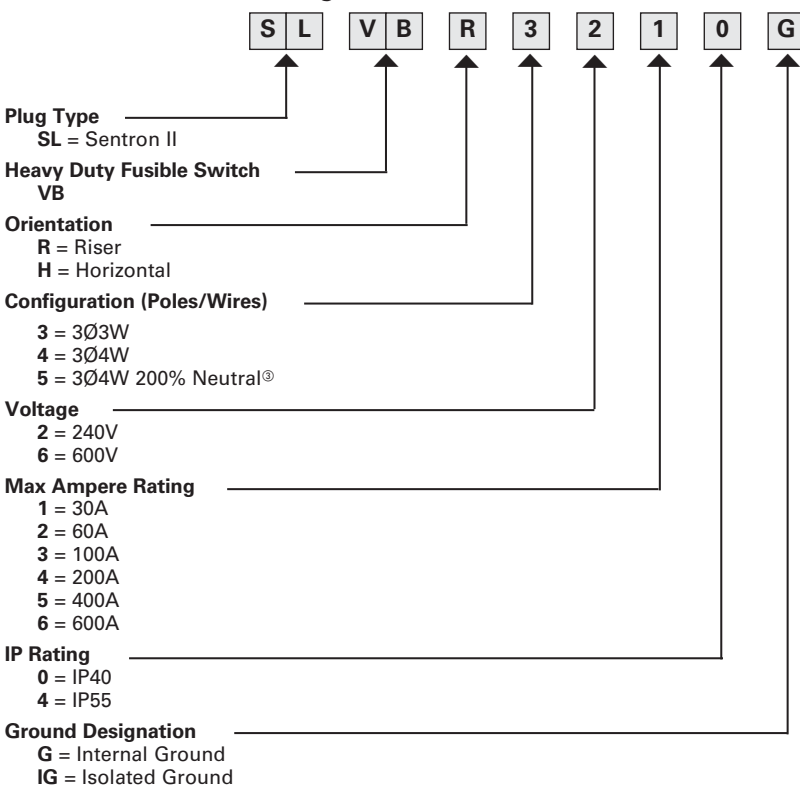 S L V B R 3 2 1 0 G
Plug Type
SL = Sentron II
Heavy Duty Fusible Switch
VB
Orientation
R = Riser
H = Horizontal
Configuration (Poles/Wires)
3 = 3Ø3W
4 = 3Ø4W
5 = 3Ø4W 200% Neutral③
Voltage
2 = 240V
6 = 600V
Max Ampere Rating
1 = 30A
2 = 60A
3 = 100A
4 = 200A
5 = 400A
6 = 600A
IP Rating
0 = IP40
4 = IP55
Ground Designation
G = Internal Ground
IG = Isolated Ground